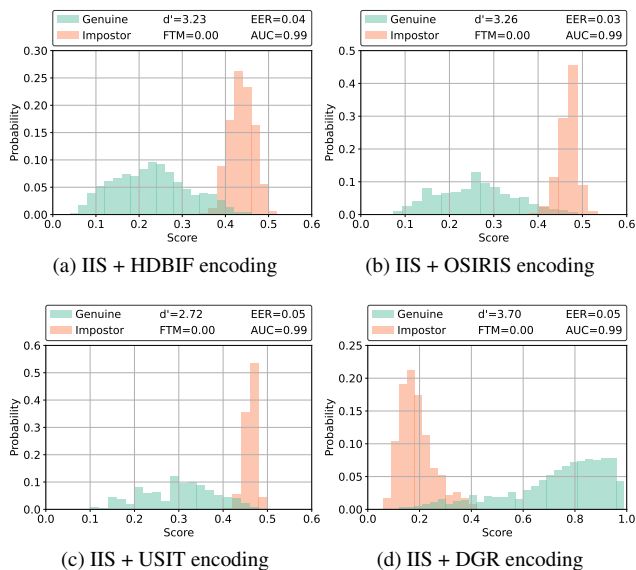 Genuine d'=3.23 EER=0.04
Impostor FTM=0.00 AUC=0.99
0.30
0.25
0.20
0.15
0.10
0.05
0.00
Probability
0.0 0.1 0.2 0.3 0.4 0.5 0.6
Score
(a) IIS + HDBIF encoding
Genuine d'=3.26 EER=0.03
Impostor FTM=0.00 AUC=0.99
0.5
0.4
0.3
0.2
0.1
0.0
Probability
0.0 0.1 0.2 0.3 0.4 0.5 0.6
Score
(b) IIS + OSIRIS encoding
Genuine d'=2.72 EER=0.05
Impostor FTM=0.00 AUC=0.99
0.6
0.5
0.4
0.3
0.2
0.1
0.0
Probability
0.0 0.1 0.2 0.3 0.4 0.5 0.6
Score
(c) IIS + USIT encoding
Genuine d'=3.70 EER=0.05
Impostor FTM=0.00 AUC=0.99
0.25
0.20
0.15
0.10
0.05
0.00
Probability
0.0 0.2 0.4 0.6 0.8 1.0
Score
(d) IIS + DGR encoding